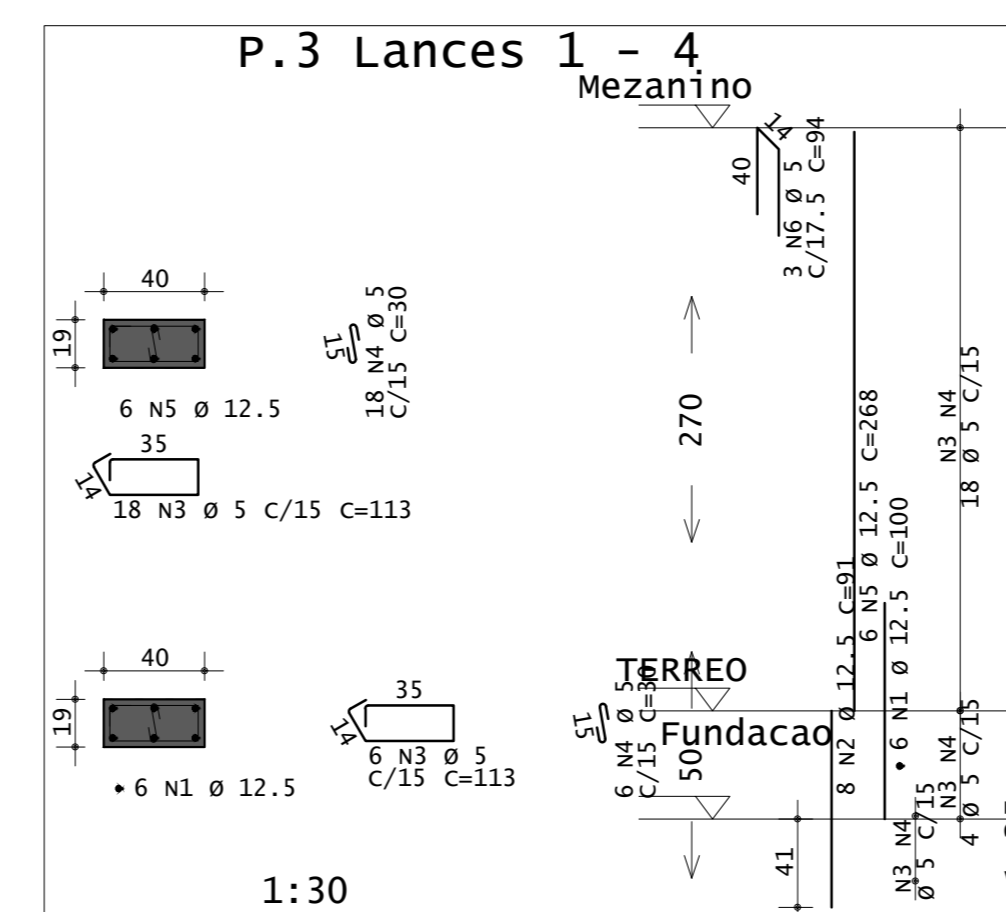 P.3 Lances 1 - 4
Mezanino
14
40
3 N6 Ø 5
C/17.5 C=94
40
19
6 N5 Ø 12.5
15
18 N4 Ø 5
C/15 C=30
270
6 N5 Ø 12.5 C=268
N3 N4
18 Ø 5 C/15
35
14
18 N3 Ø 5 C/15 C=113
8 N2 Ø 12.5 C=91
6 N1 Ø 12.5 C=100
40
19
6 N1 Ø 12.5
35
14
6 N3 Ø 5
C/15 C=113
15
6 N4 Ø 5
C/15 C=30
TERREO
Fundacao
50
N3 N4
4 Ø 5 C/15
41
N3 N4
Ø 5 C/15
1:30